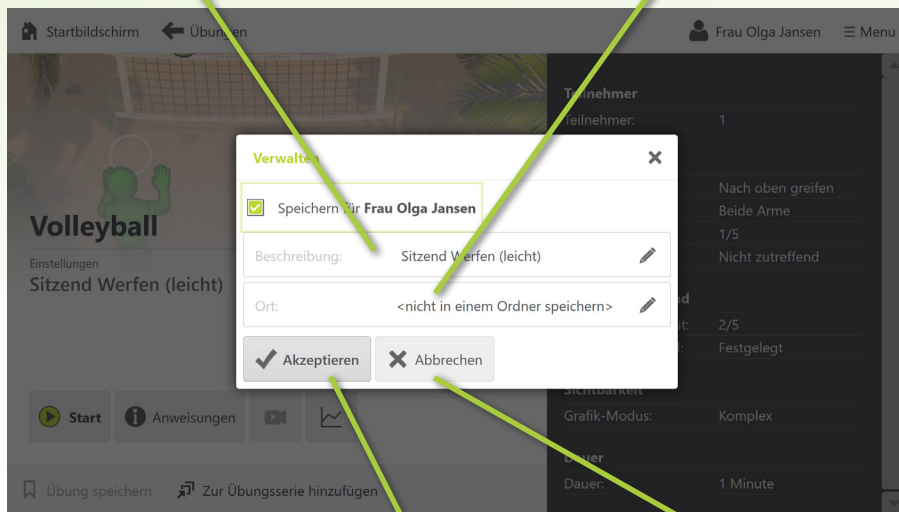 Startbildschirm Übungen Frau Olga Jansen Menu
Teilnehmer
Teilnehmer: 1
Verwalten
Nach oben greifen
Speichern für Frau Olga Jansen
Beide Arme
Volleyball
1/5
Einstellungen
Beschreibung: Sitzend Werfen (leicht)
Nicht zutreffend
Sitzend Werfen (leicht)
Ort: <nicht in einem Ordner speichern>
2/5
Akzeptieren Abbrechen
Festgelegt
Sichtbarkeit
Start Anweisungen
Grafik-Modus: Komplex
Dauer
Übung speichern Zur Übungsserie hinzufügen
Dauer: 1 Minute